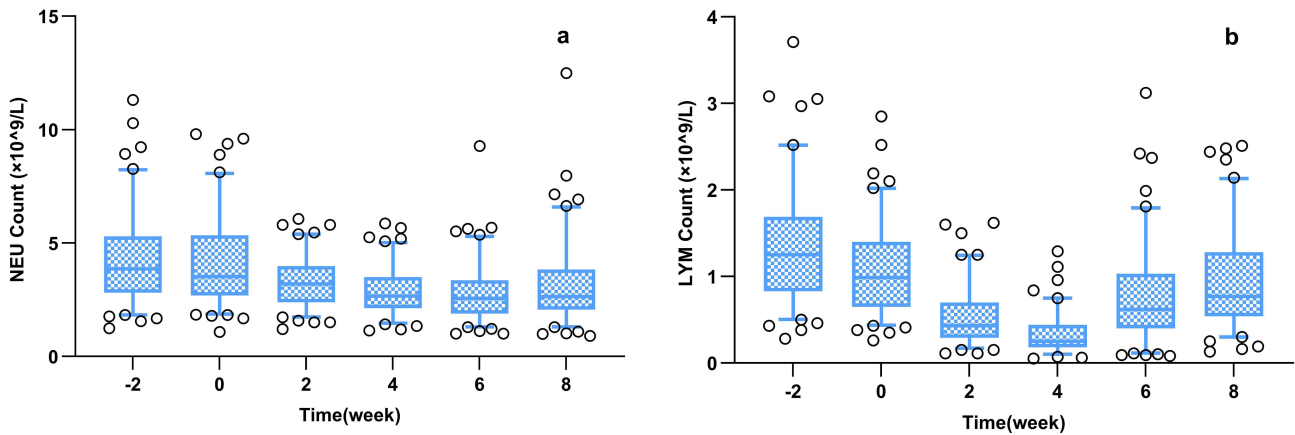 a
NEU Count (×10^9/L)
15
10
5
0
-2 0 2 4 6 8
Time(week)
b
LYM Count (×10^9/L)
4
3
2
1
0
-2 0 2 4 6 8
Time(week)